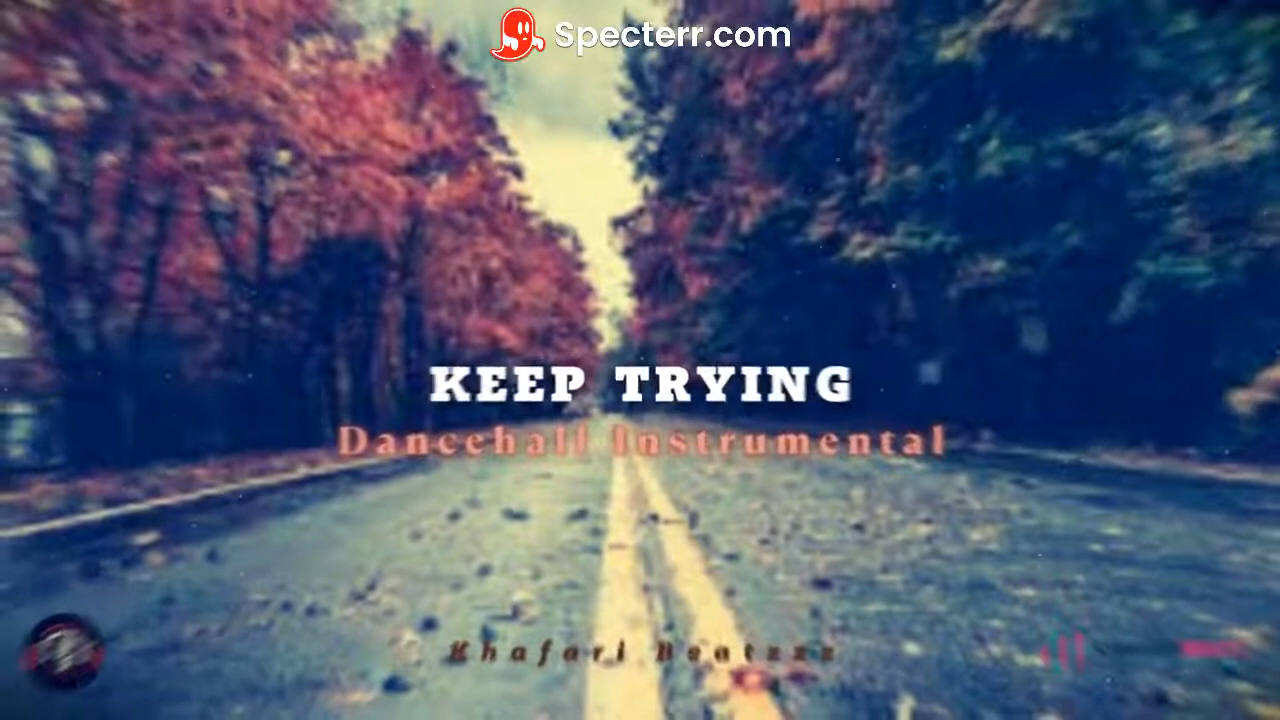 Specterr.com
KEEP TRYING
Dancehall Instrumental
Khafari Beatzzz